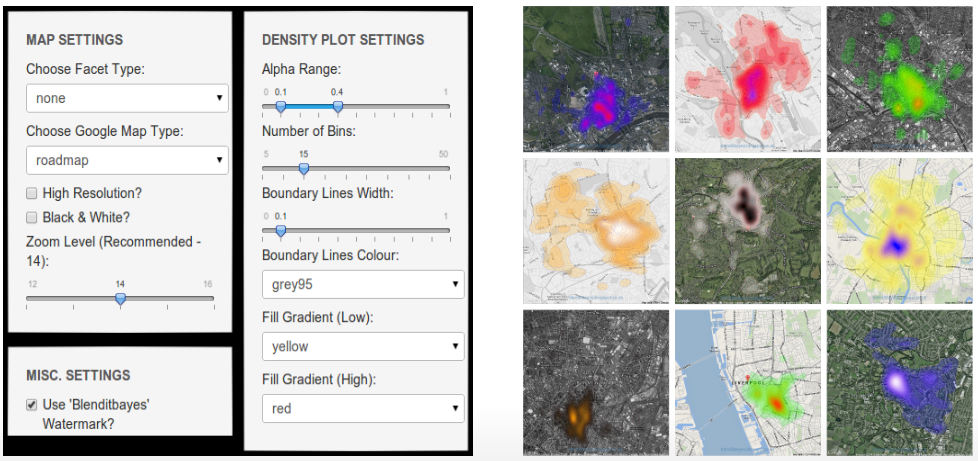 MAP SETTINGS
Choose Facet Type:
none
Choose Google Map Type:
roadmap
High Resolution?
Black & White?
Zoom Level (Recommended -
14):
12 14 16
MISC. SETTINGS
Use 'Blenditbayes'
Watermark?
DENSITY PLOT SETTINGS
Alpha Range:
0 0.1 0.4 1
Number of Bins:
5 15 50
Boundary Lines Width:
0 0.1 1
Boundary Lines Colour:
grey95
Fill Gradient (Low):
yellow
Fill Gradient (High):
red
LIVERPOOL